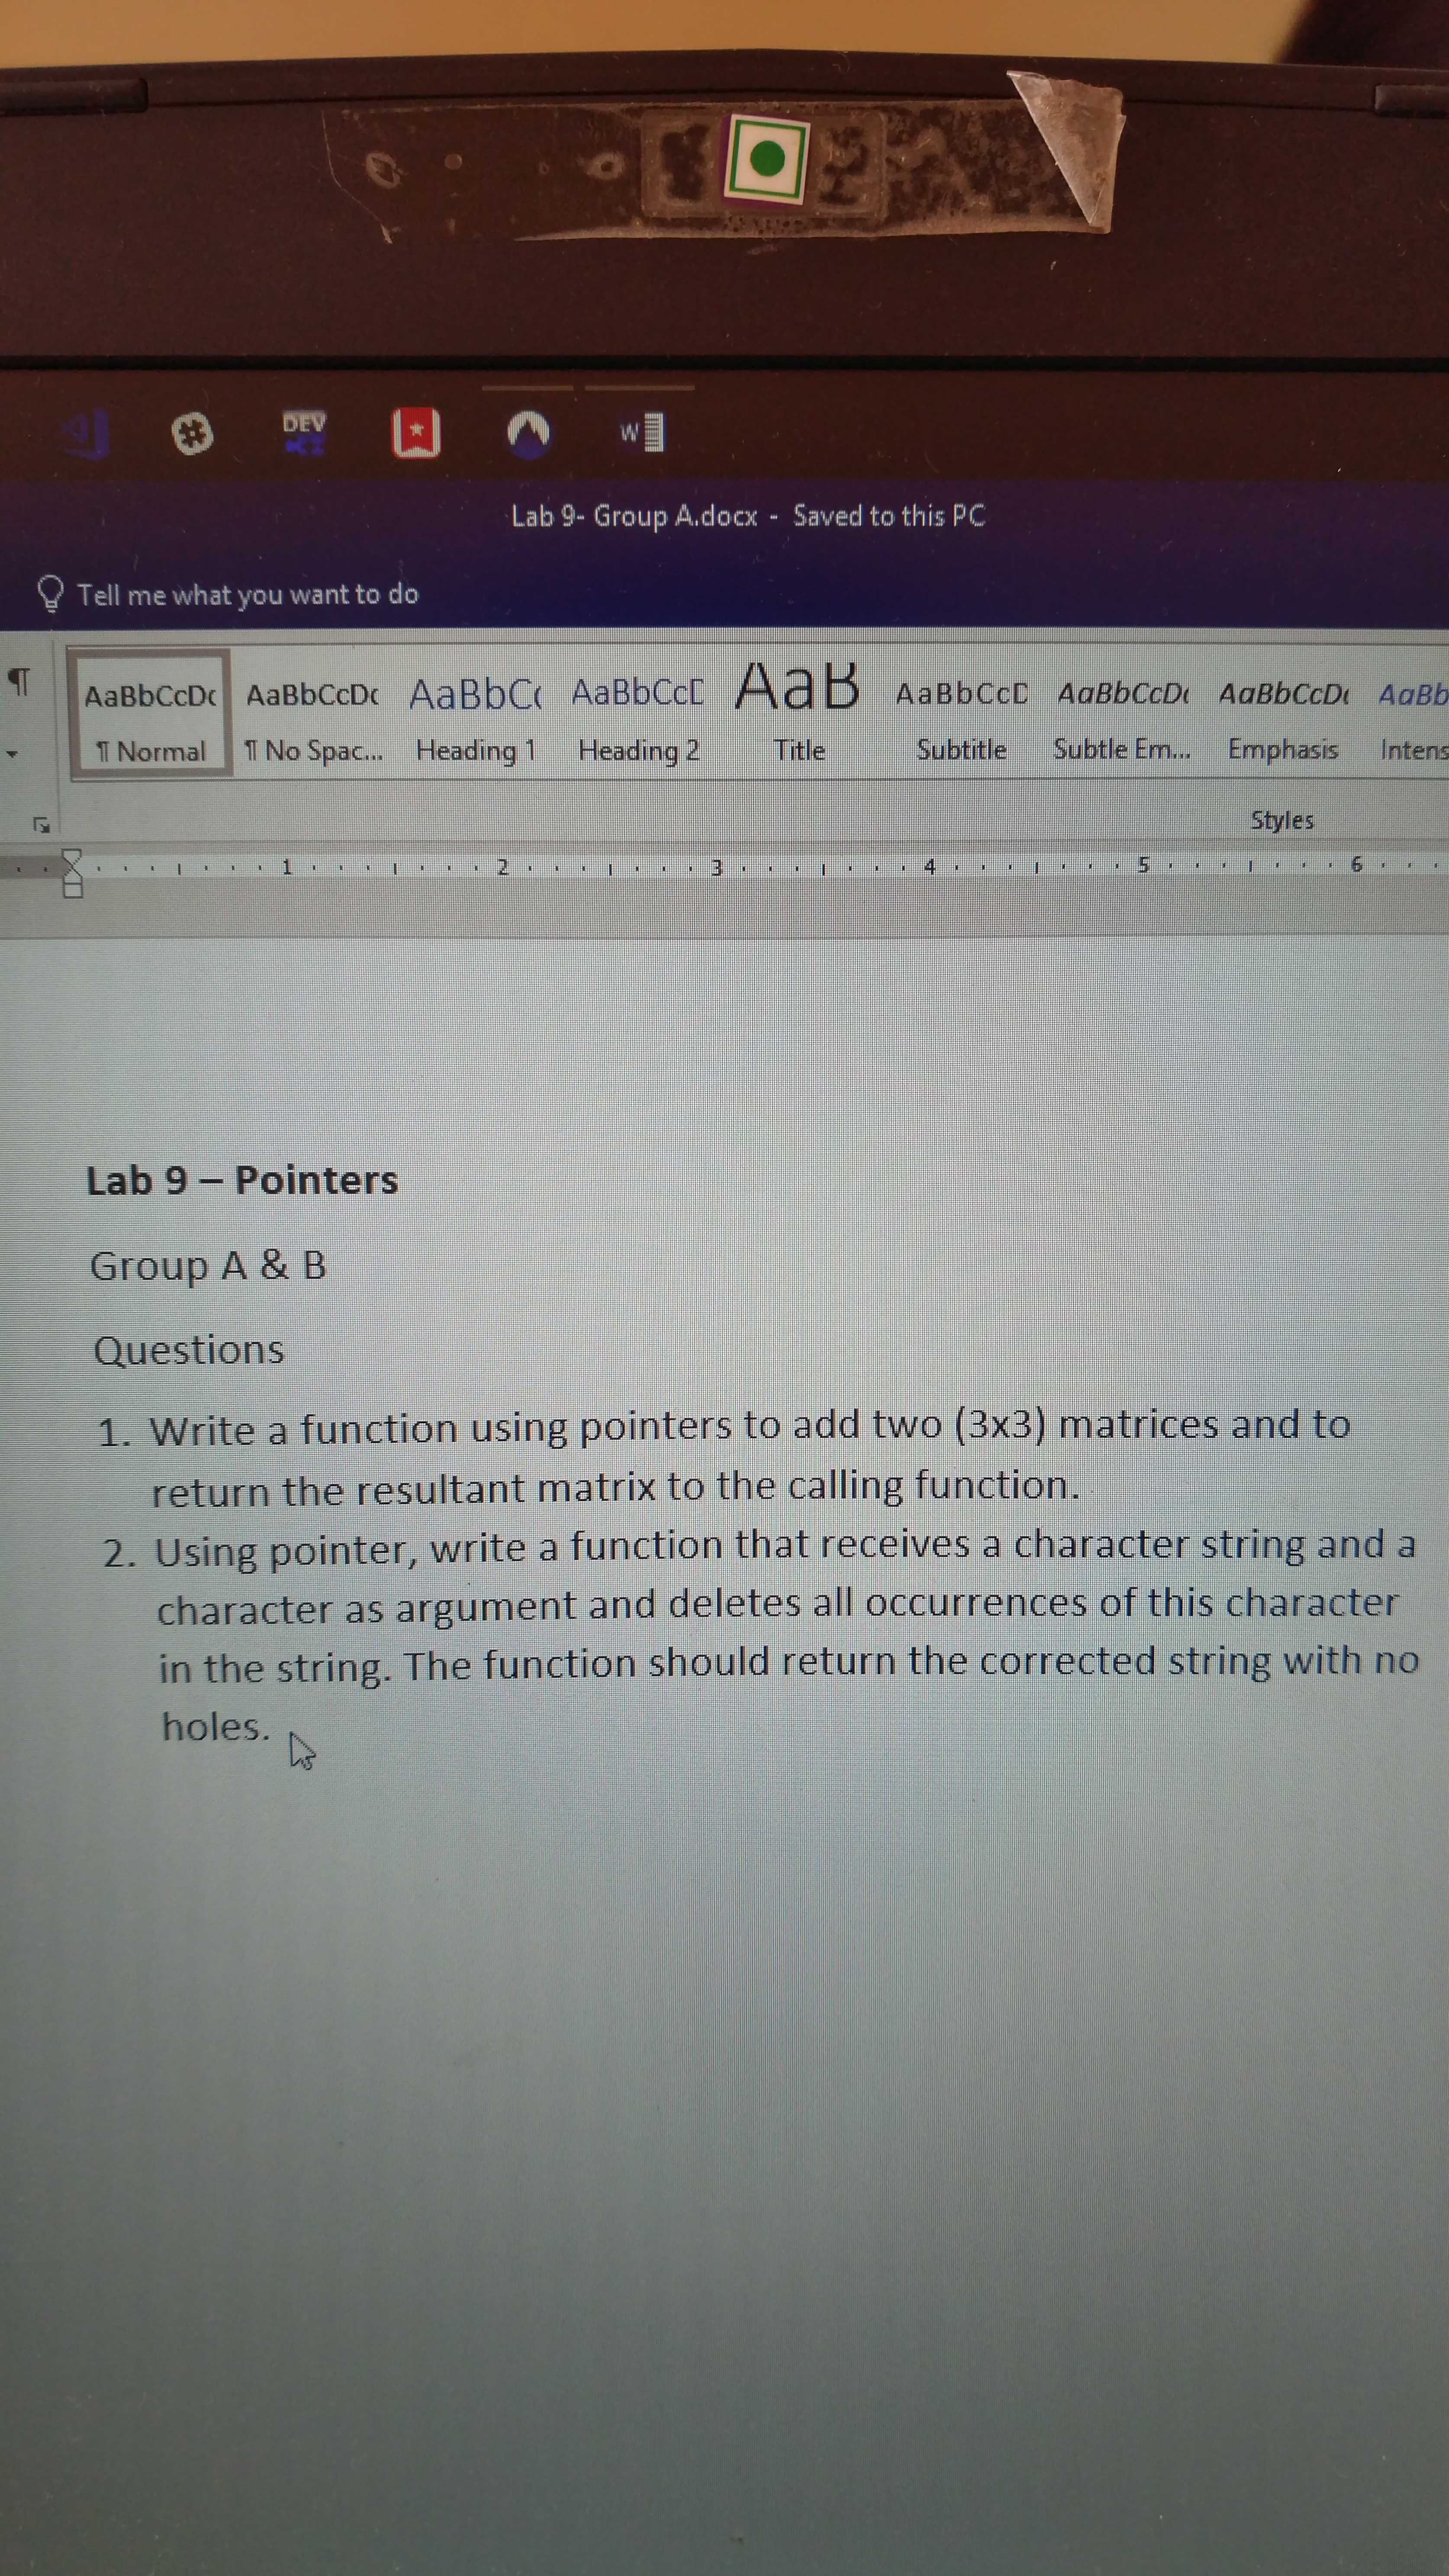 DEV
W
Lab 9- Group A.docx - Saved to this PC
Tell me what you want to do
¶ AaBbCcDc AaBbCcDc AaBbC( AaBbCcD AaB AaBbCcD AaBbCcDc AaBbCcDc AaBb
¶ Normal ¶ No Spac... Heading 1 Heading 2 Title Subtitle Subtle Em... Emphasis Intens
Styles
1 2 3 4 5 6
Lab 9 – Pointers
Group A & B
Questions
1. Write a function using pointers to add two (3x3) matrices and to
return the resultant matrix to the calling function.
2. Using pointer, write a function that receives a character string and a
character as argument and deletes all occurrences of this character
in the string. The function should return the corrected string with no
holes.